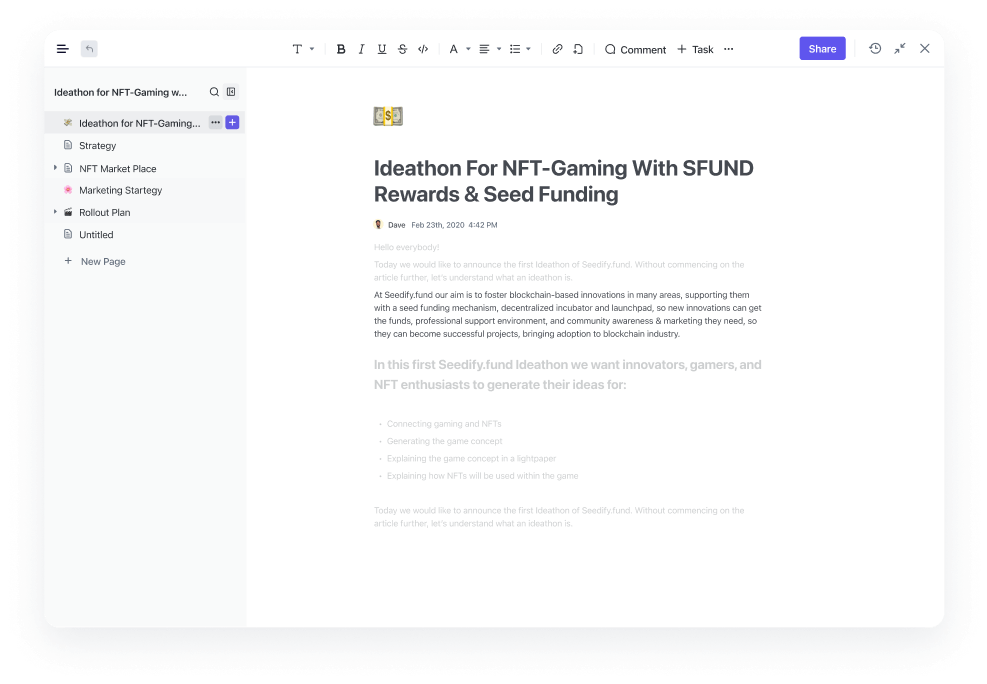 T B I U S </> A Comment + Task ... Share
Ideathon for NFT-Gaming w...
Ideathon for NFT-Gaming... ... +
Strategy
NFT Market Place
Marketing Startegy
Rollout Plan
Untitled
+ New Page
Ideathon For NFT-Gaming With SFUND
Rewards & Seed Funding
Dave Feb 23th, 2020 4:42 PM
Hello everybody!
Today we would like to announce the first Ideathon of Seedify.fund. Without commencing on the
article further, let's understand what an ideathon is.
At Seedify.fund our aim is to foster blockchain-based innovations in many areas, supporting them
with a seed funding mechanism, decentralized incubator and launchpad, so new innovations can get
the funds, professional support environment, and community awareness & marketing they need, so
they can become successful projects, bringing adoption to blockchain industry.
In this first Seedify.fund Ideathon we want innovators, gamers, and
NFT enthusiasts to generate their ideas for:
• Connecting gaming and NFTs
• Generating the game concept
• Explaining the game concept in a lightpaper
• Explaining how NFTs will be used within the game
Today we would like to announce the first Ideathon of Seedify.fund. Without commencing on the
article further, let's understand what an ideathon is.